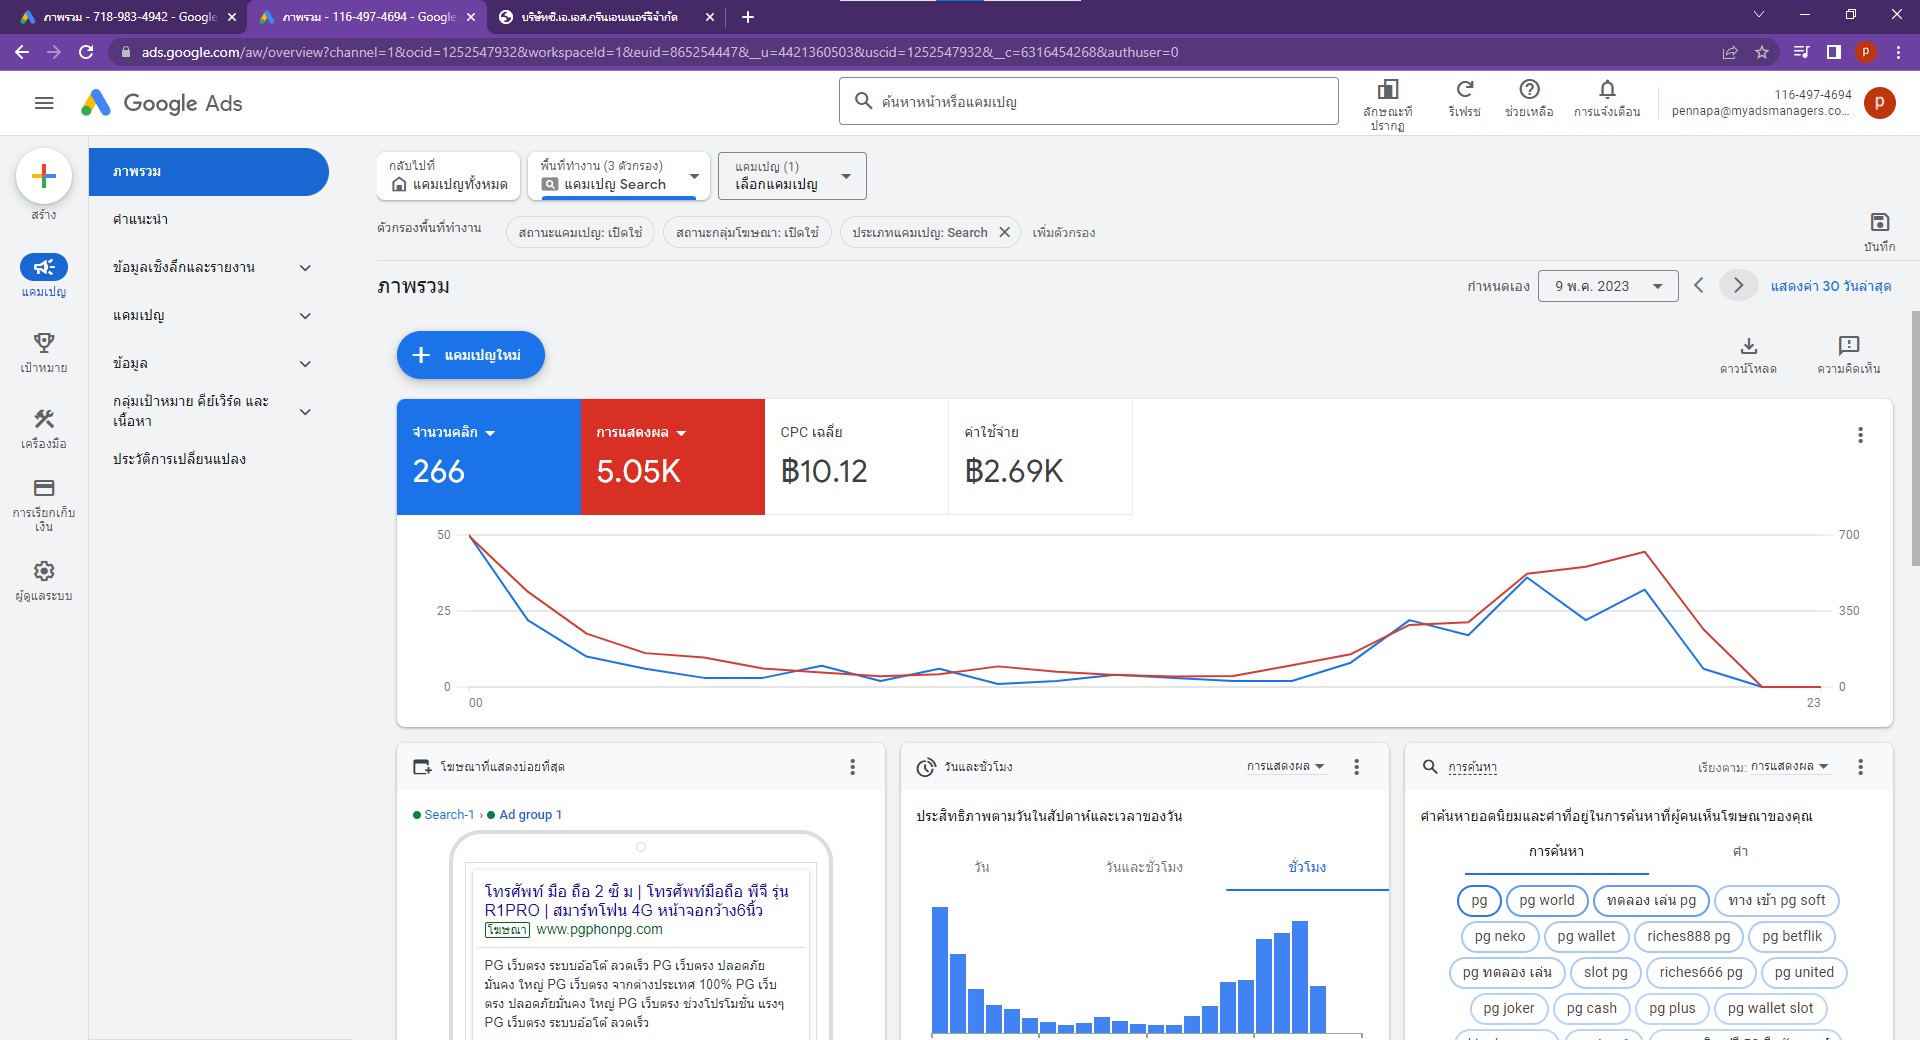 ภาพรวม - 718-983-4942 - Google
ภาพรวม - 116-497-4694 - Google
บริษัทซี.เอ.เอส.กรีนเอนเนอร์จีจำกัด
ads.google.com/aw/overview?channel=1&ocid=1252547932&workspaceId=1&euid=865254447&__u=4421360503&uscid=1252547932&__c=6316454268&authuser=0
p
Google Ads
ค้นหาหน้าหรือแคมเปญ
ลักษณะที่ปรากฏ
รีเฟรช
ช่วยเหลือ
การแจ้งเตือน
116-497-4694
pennapa@myadsmanagers.co...
p
สร้าง
แคมเปญ
เป้าหมาย
เครื่องมือ
การเรียกเก็บเงิน
ผู้ดูแลระบบ
ภาพรวม
คำแนะนำ
ข้อมูลเชิงลึกและรายงาน
แคมเปญ
ข้อมูล
กลุ่มเป้าหมาย คีย์เวิร์ด และ
เนื้อหา
ประวัติการเปลี่ยนแปลง
กลับไปที่
แคมเปญทั้งหมด
พื้นที่ทำงาน (3 ตัวกรอง)
แคมเปญ Search
แคมเปญ (1)
เลือกแคมเปญ
ตัวกรองพื้นที่ทำงาน
สถานะแคมเปญ: เปิดใช้
สถานะกลุ่มโฆษณา: เปิดใช้
ประเภทแคมเปญ: Search
เพิ่มตัวกรอง
บันทึก
ภาพรวม
กำหนดเอง
9 พ.ค. 2023
แสดงค่า 30 วันล่าสุด
แคมเปญใหม่
ดาวน์โหลด
ความคิดเห็น
จำนวนคลิก
266
การแสดงผล
5.05K
CPC เฉลี่ย
฿10.12
ค่าใช้จ่าย
฿2.69K
50
25
0
700
350
0
00
23
โฆษณาที่แสดงบ่อยที่สุด
Search-1 › Ad group 1
โทรศัพท์ มือ ถือ 2 ซิ ม | โทรศัพท์มือถือ พีจี รุ่น
R1PRO | สมาร์ทโฟน 4G หน้าจอกว้าง6นิ้ว
โฆษณา www.pgphonpg.com
PG เว็บตรง ระบบอ้อโต้ ลวดเร็ว PG เว็บตรง ปลอดภัย
มั่นคง ใหญ่ PG เว็บตรง จากต่างประเทศ 100% PG เว็บ
ตรง ปลอดภัยมั่นคง ใหญ่ PG เว็บตรง ช่วงโปรโมชั่น แรงๆ
PG เว็บตรง ระบบอ้อโต้ ลวดเร็ว
วันและชั่วโมง
การแสดงผล
ประสิทธิภาพตามวันในสัปดาห์และเวลาของวัน
วัน
วันและชั่วโมง
ชั่วโมง
การค้นหา
เรียงตาม: การแสดงผล
คำค้นหายอดนิยมและคำที่อยู่ในการค้นหาที่ผู้คนเห็นโฆษณาของคุณ
การค้นหา
คำ
pg
pg world
ทดลอง เล่น pg
ทาง เข้า pg soft
pg neko
pg wallet
riches888 pg
pg betflik
pg ทดลอง เล่น
slot pg
riches666 pg
pg united
pg joker
pg cash
pg plus
pg wallet slot